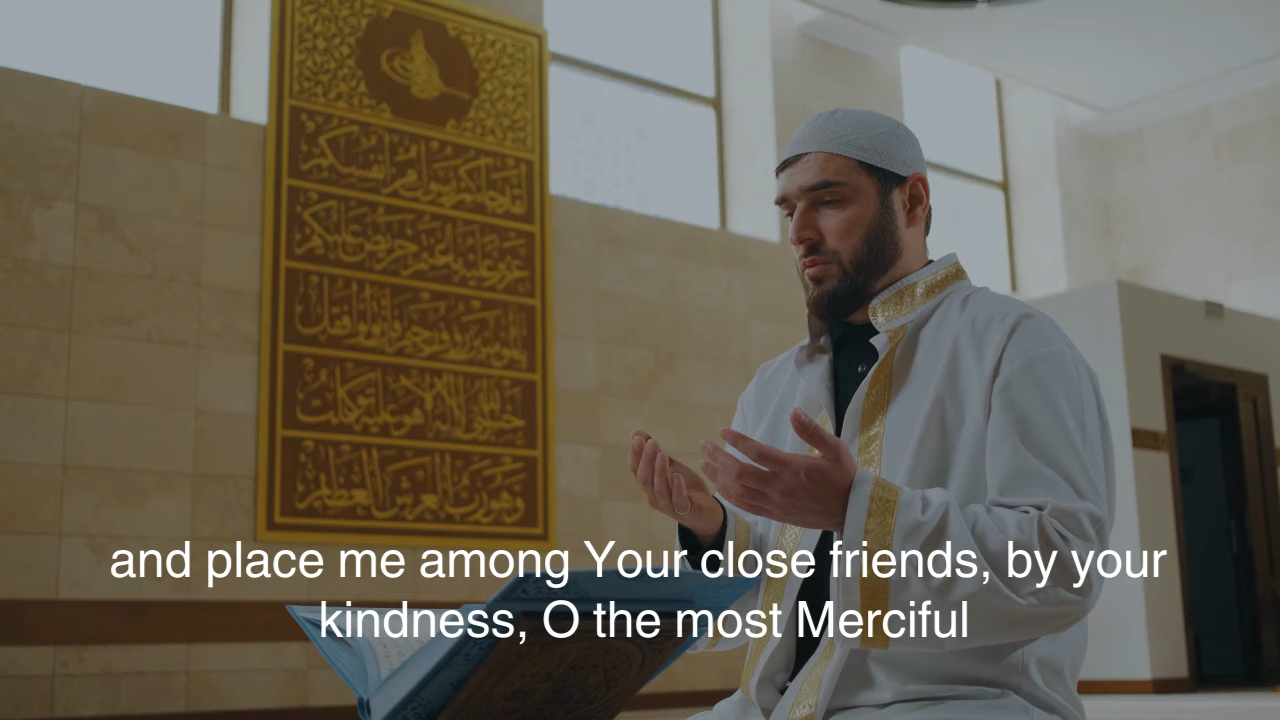 لقد جاءكم رسول من أنفسكم
عزيز عليه ما عنتم حريص عليكم
بالمؤمنين رؤوف رحيم فإن تولوا فقل
حسبي الله لا إله إلا هو عليه توكلت
وهو رب العرش العظيم
and place me among Your close friends, by your
kindness, O the most Merciful